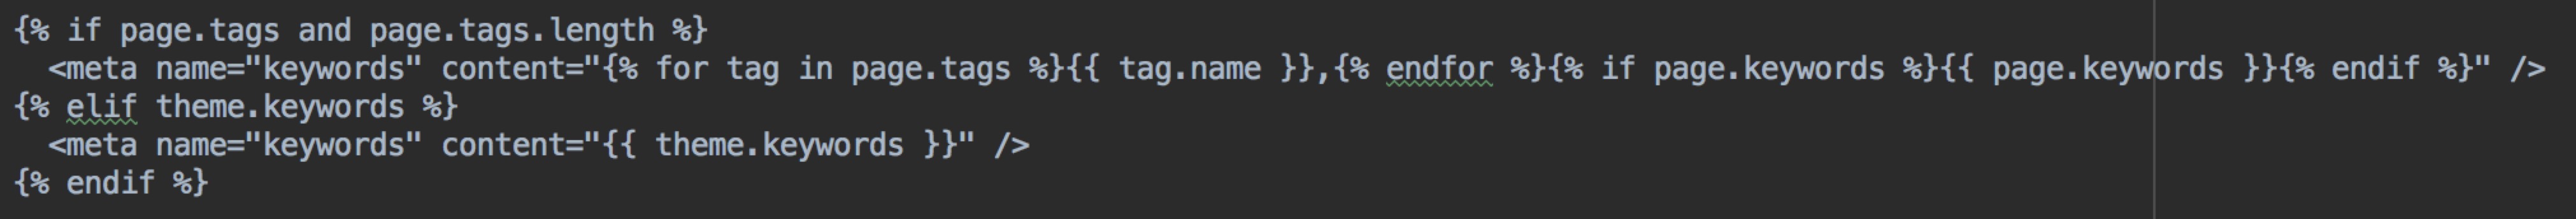 {% if page.tags and page.tags.length %}
  <meta name="keywords" content="{% for tag in page.tags %}{{ tag.name }},{% endfor %}{% if page.keywords %}{{ page.keywords }}{% endif %}" />
{% elif theme.keywords %}
  <meta name="keywords" content="{{ theme.keywords }}" />
{% endif %}